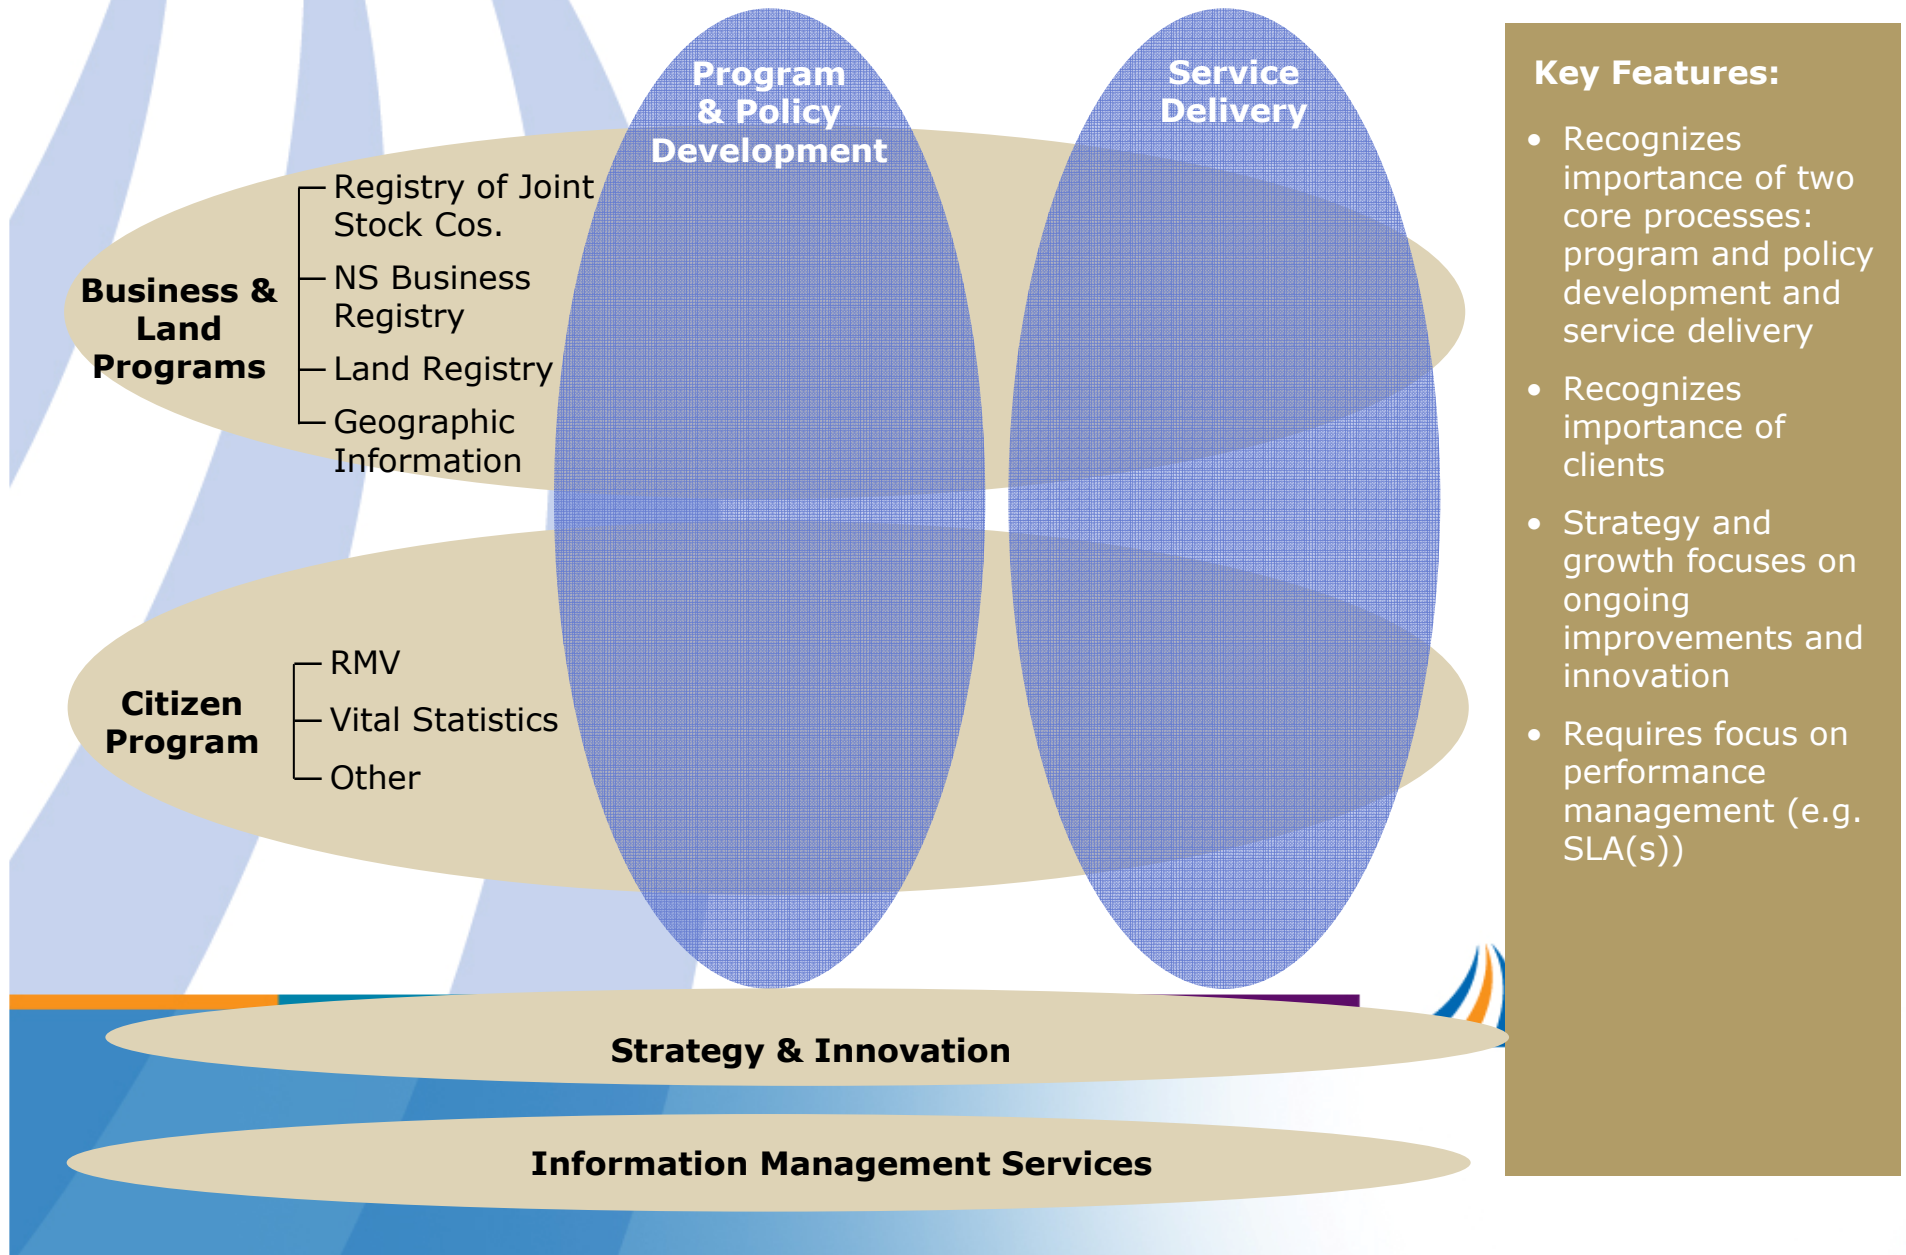 Program
& Policy
Development
Service
Delivery
Business &
Land
Programs
Registry of Joint
Stock Cos.
NS Business
Registry
Land Registry
Geographic
Information
Citizen
Program
RMV
Vital Statistics
Other
Strategy & Innovation
Information Management Services
Key Features:
• Recognizes
importance of two
core processes:
program and policy
development and
service delivery
• Recognizes
importance of
clients
• Strategy and
growth focuses on
ongoing
improvements and
innovation
• Requires focus on
performance
management (e.g.
SLA(s))